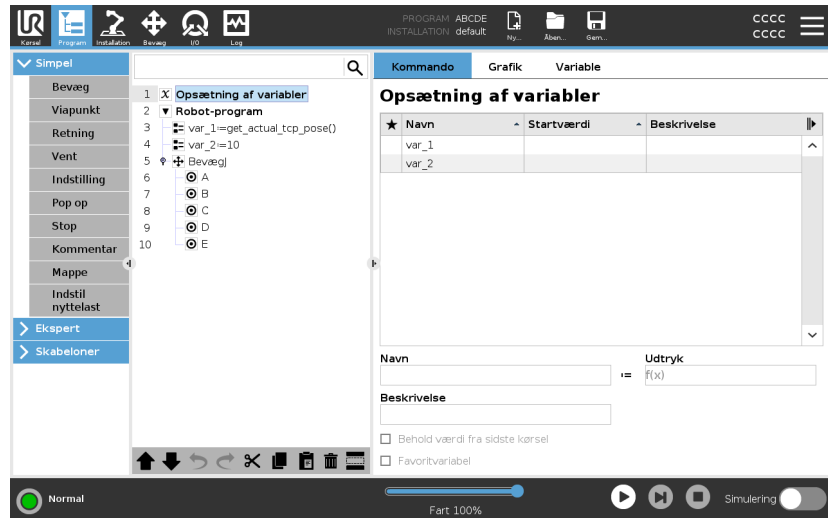 UR
PROGRAM ABCDE
INSTALLATION default
Kørsel
Program
Installation
Bevæg
I/O
Log
Ny...
Åben...
Gem...
CCCC
CCCC
Simpel
Bevæg
Viapunkt
Retning
Vent
Indstilling
Pop op
Stop
Kommentar
Mappe
Indstil
nyttelast
Ekspert
Skabeloner
1 X Opsætning af variabler
2 Robot-program
3 var_1≔get_actual_tcp_pose()
4 var_2≔10
5 BevægJ
6 A
7 B
8 C
9 D
10 E
Kommando Grafik Variable
Opsætning af variabler
Navn Startværdi Beskrivelse
var_1
var_2
Navn Udtryk
≔ f(x)
Beskrivelse
Behold værdi fra sidste kørsel
Favoritvariabel
Normal
Fart 100%
Simulering